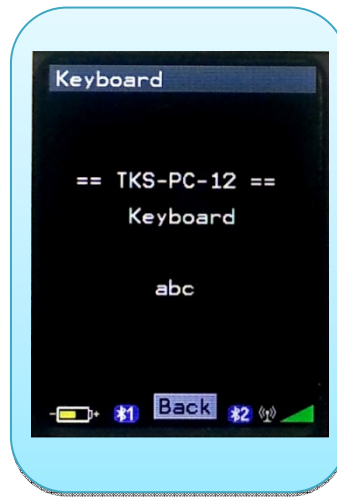 Keyboard
== TKS-PC-12 ==
Keyboard
abc
1 Back 2